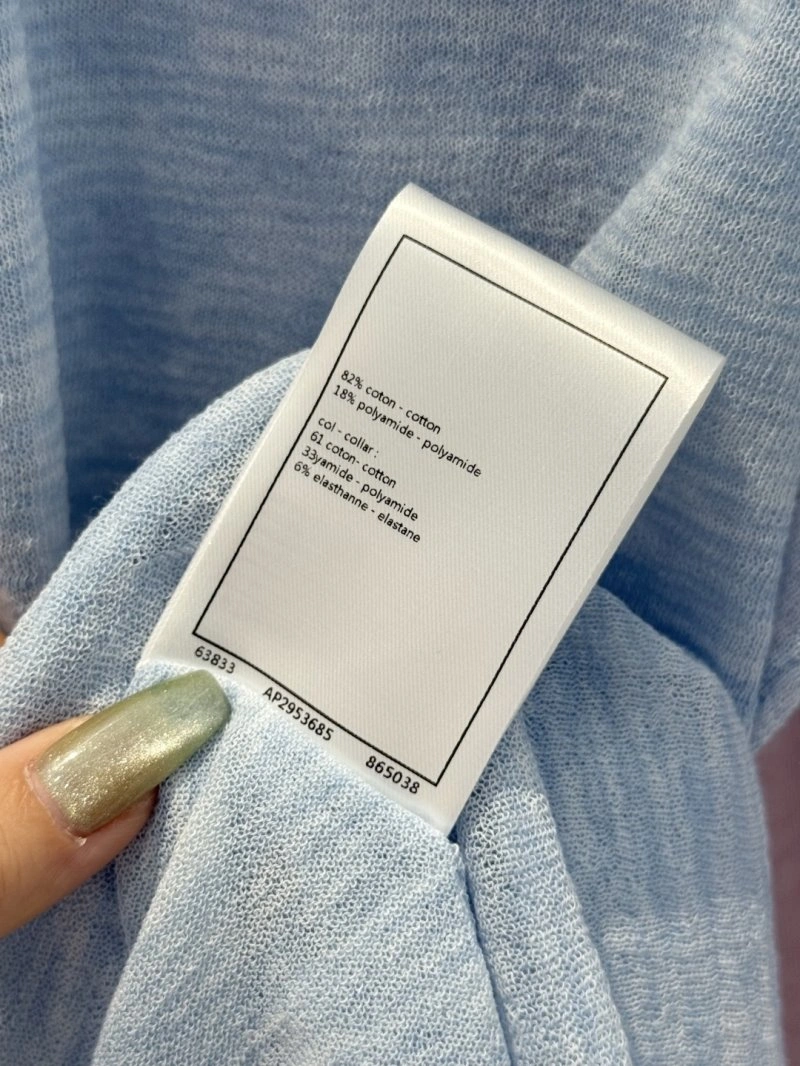 82% coton - cotton
18% polyamide - polyamide
col - collar :
61 coton- cotton
33yamide - polyamide
6% elasthanne - elastane
63833 AP2953685 865038